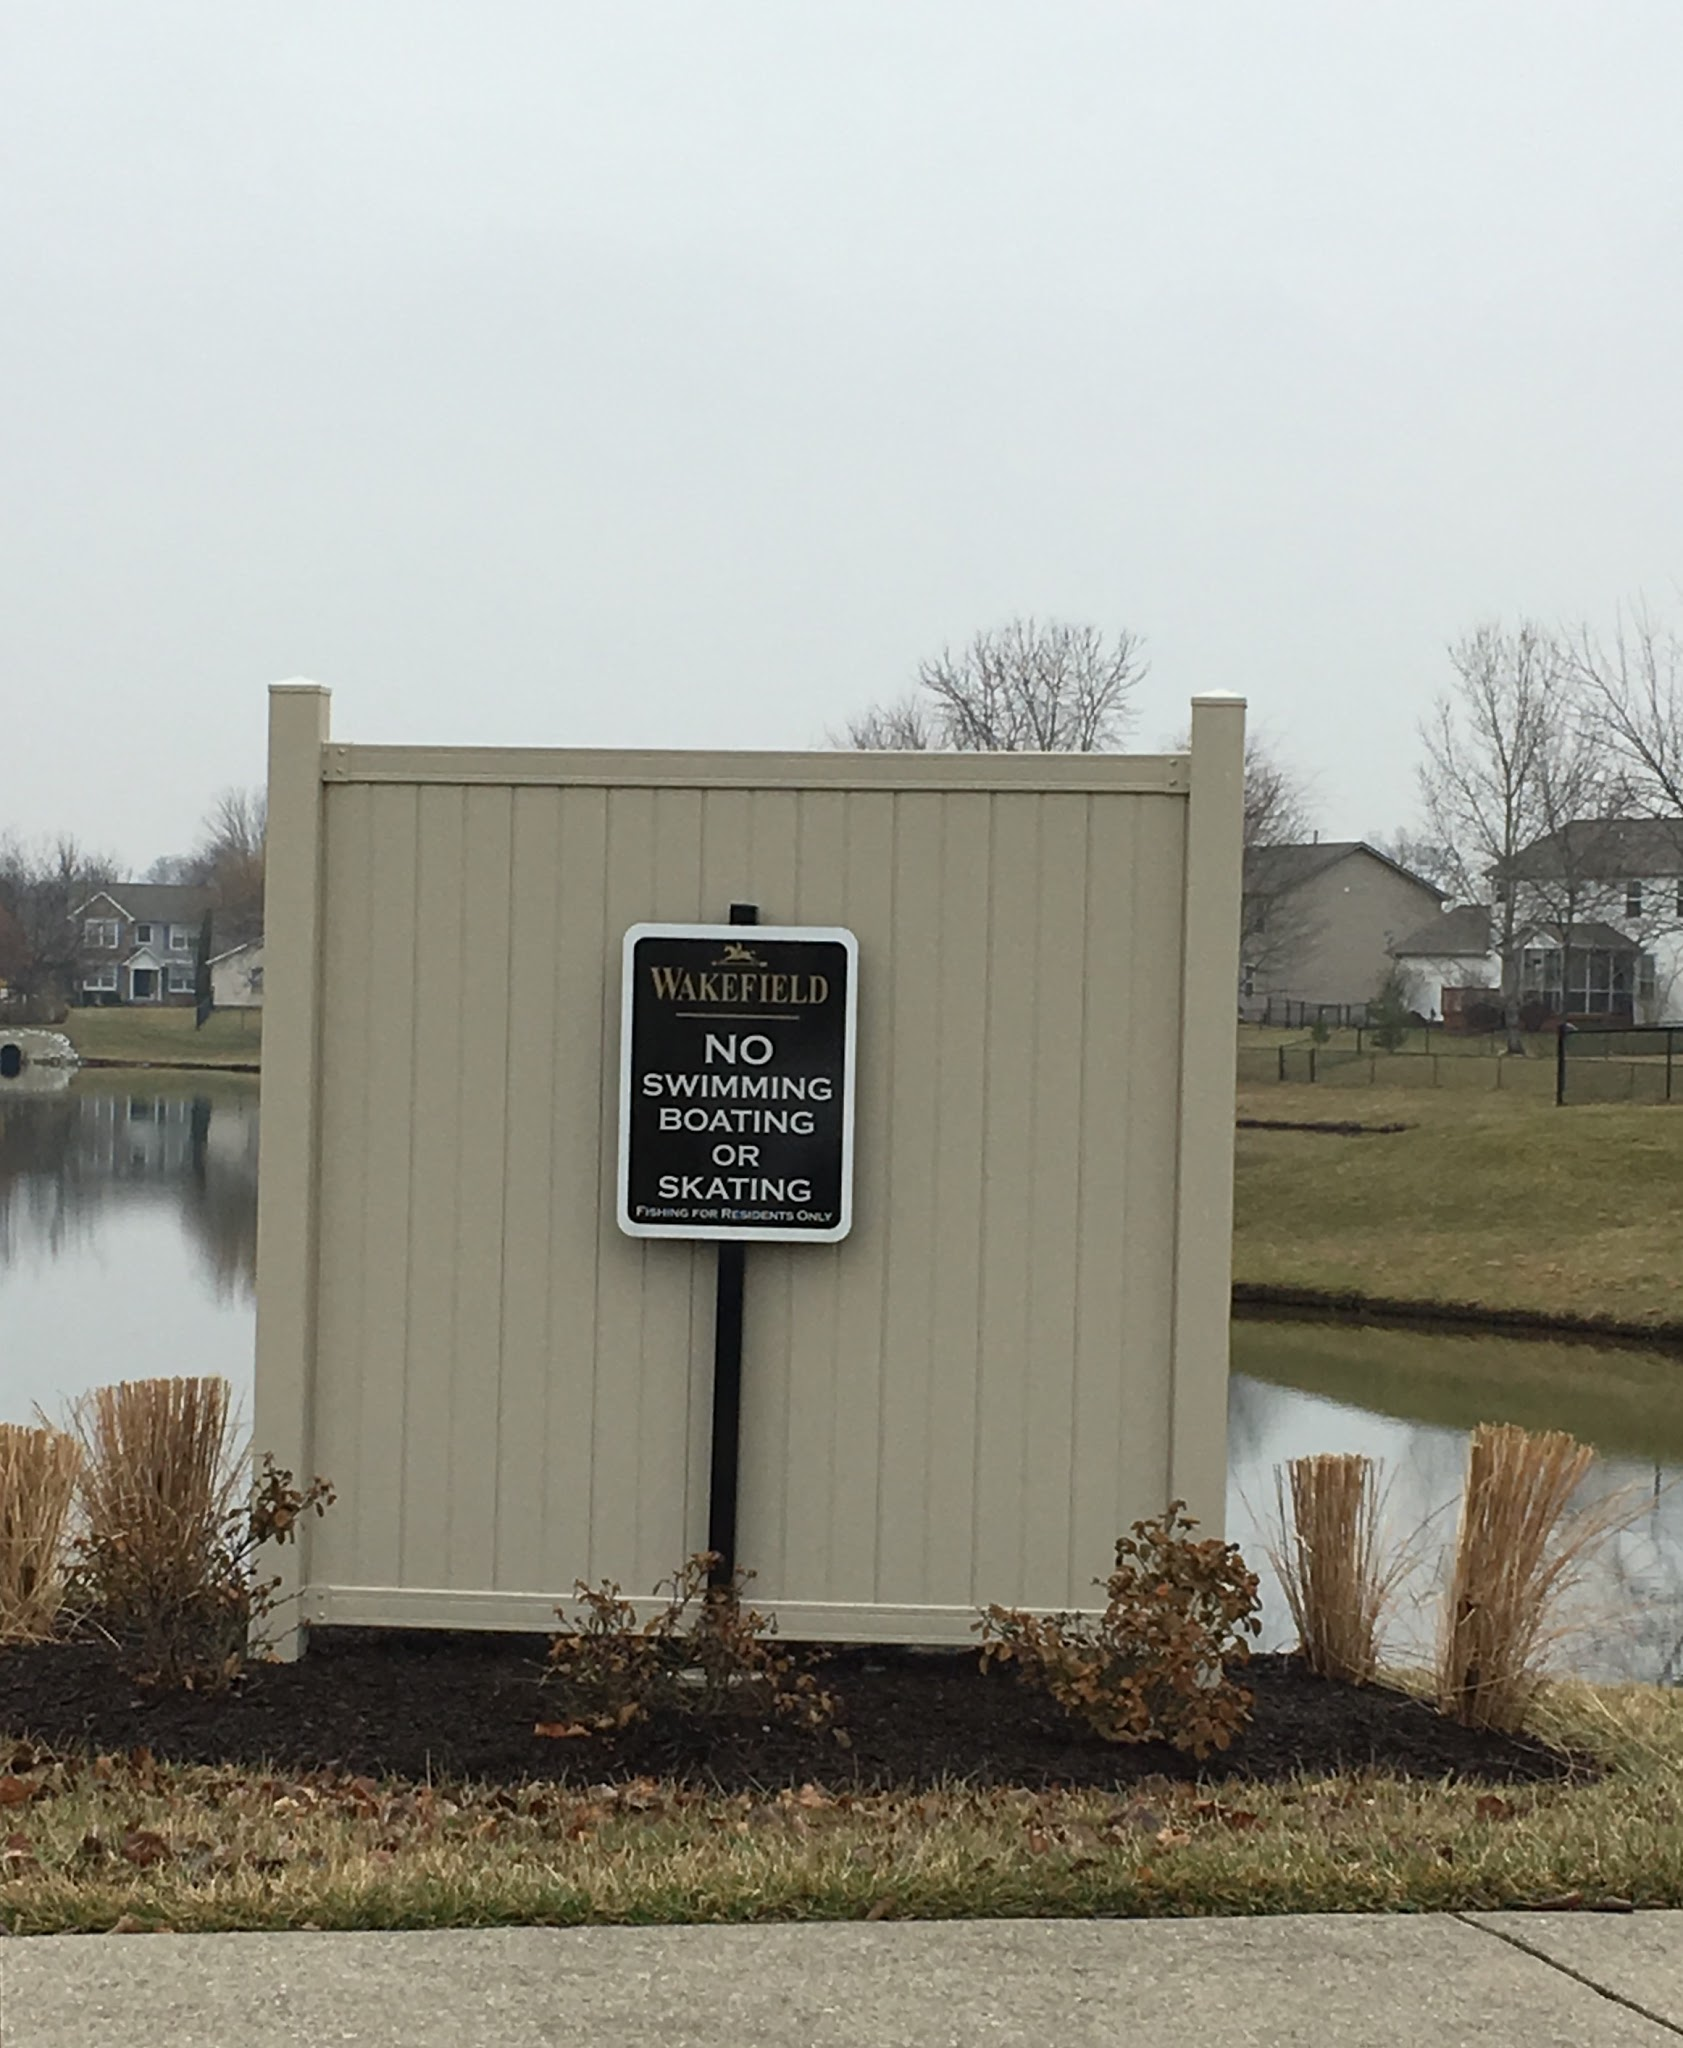 WAKEFIELD
NO
SWIMMING
BOATING
OR
SKATING
FISHING FOR RESIDENTS ONLY